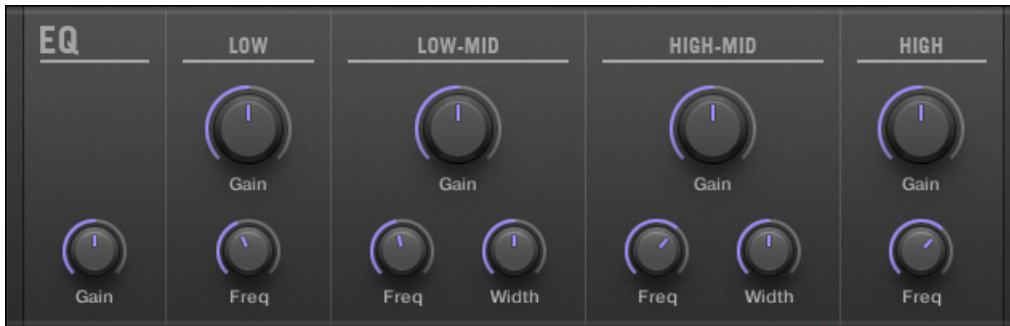 EQ
LOW
LOW-MID
HIGH-MID
HIGH
Gain
Gain
Gain
Gain
Gain
Freq
Freq
Width
Freq
Width
Freq